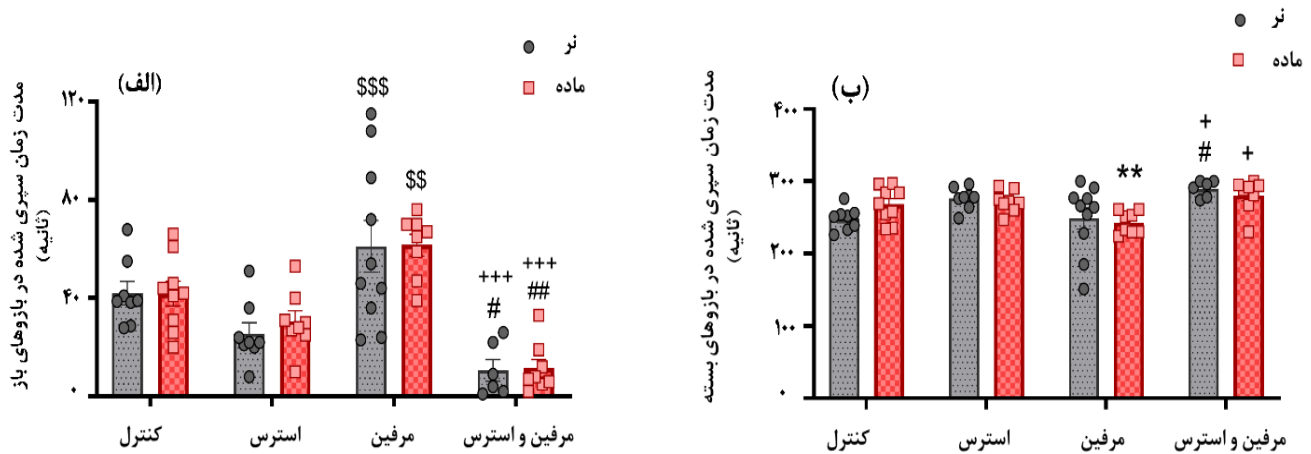 نر
ماده
(الف)
مدت زمان سپری شده در بازوهای باز
(ثانیه)
۱۲۰
۸۰
۴۰
۰
$$$
$$
+++
#
+++
##
کنترل
استرس
مرفین
مرفین و استرس
نر
ماده
(ب)
مدت زمان سپری شده در بازوهای بسته
(ثانیه)
۴۰۰
۳۰۰
۲۰۰
۱۰۰
۰
**
+
#
+
کنترل
استرس
مرفین
مرفین و استرس